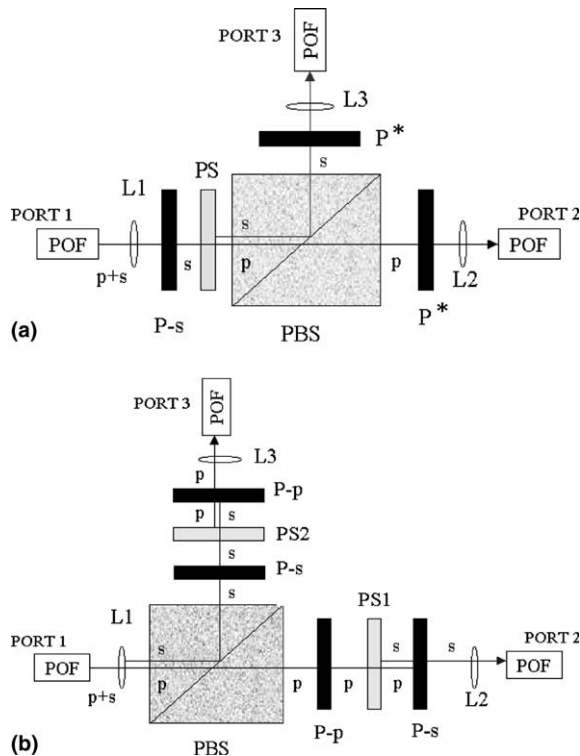 PORT 3
POF
L3
P*
s
PS
L1
PORT 1
POF
p+s
s
s
p
p
PORT 2
POF
L2
P-s
P*
PBS
(a)
PORT 3
POF
L3
p
P-p
p
s
PS2
s
P-s
s
L1
PS1
PORT 1
POF
p+s
s
p
p
p
s
p
s
PORT 2
POF
L2
P-p
P-s
PBS
(b)